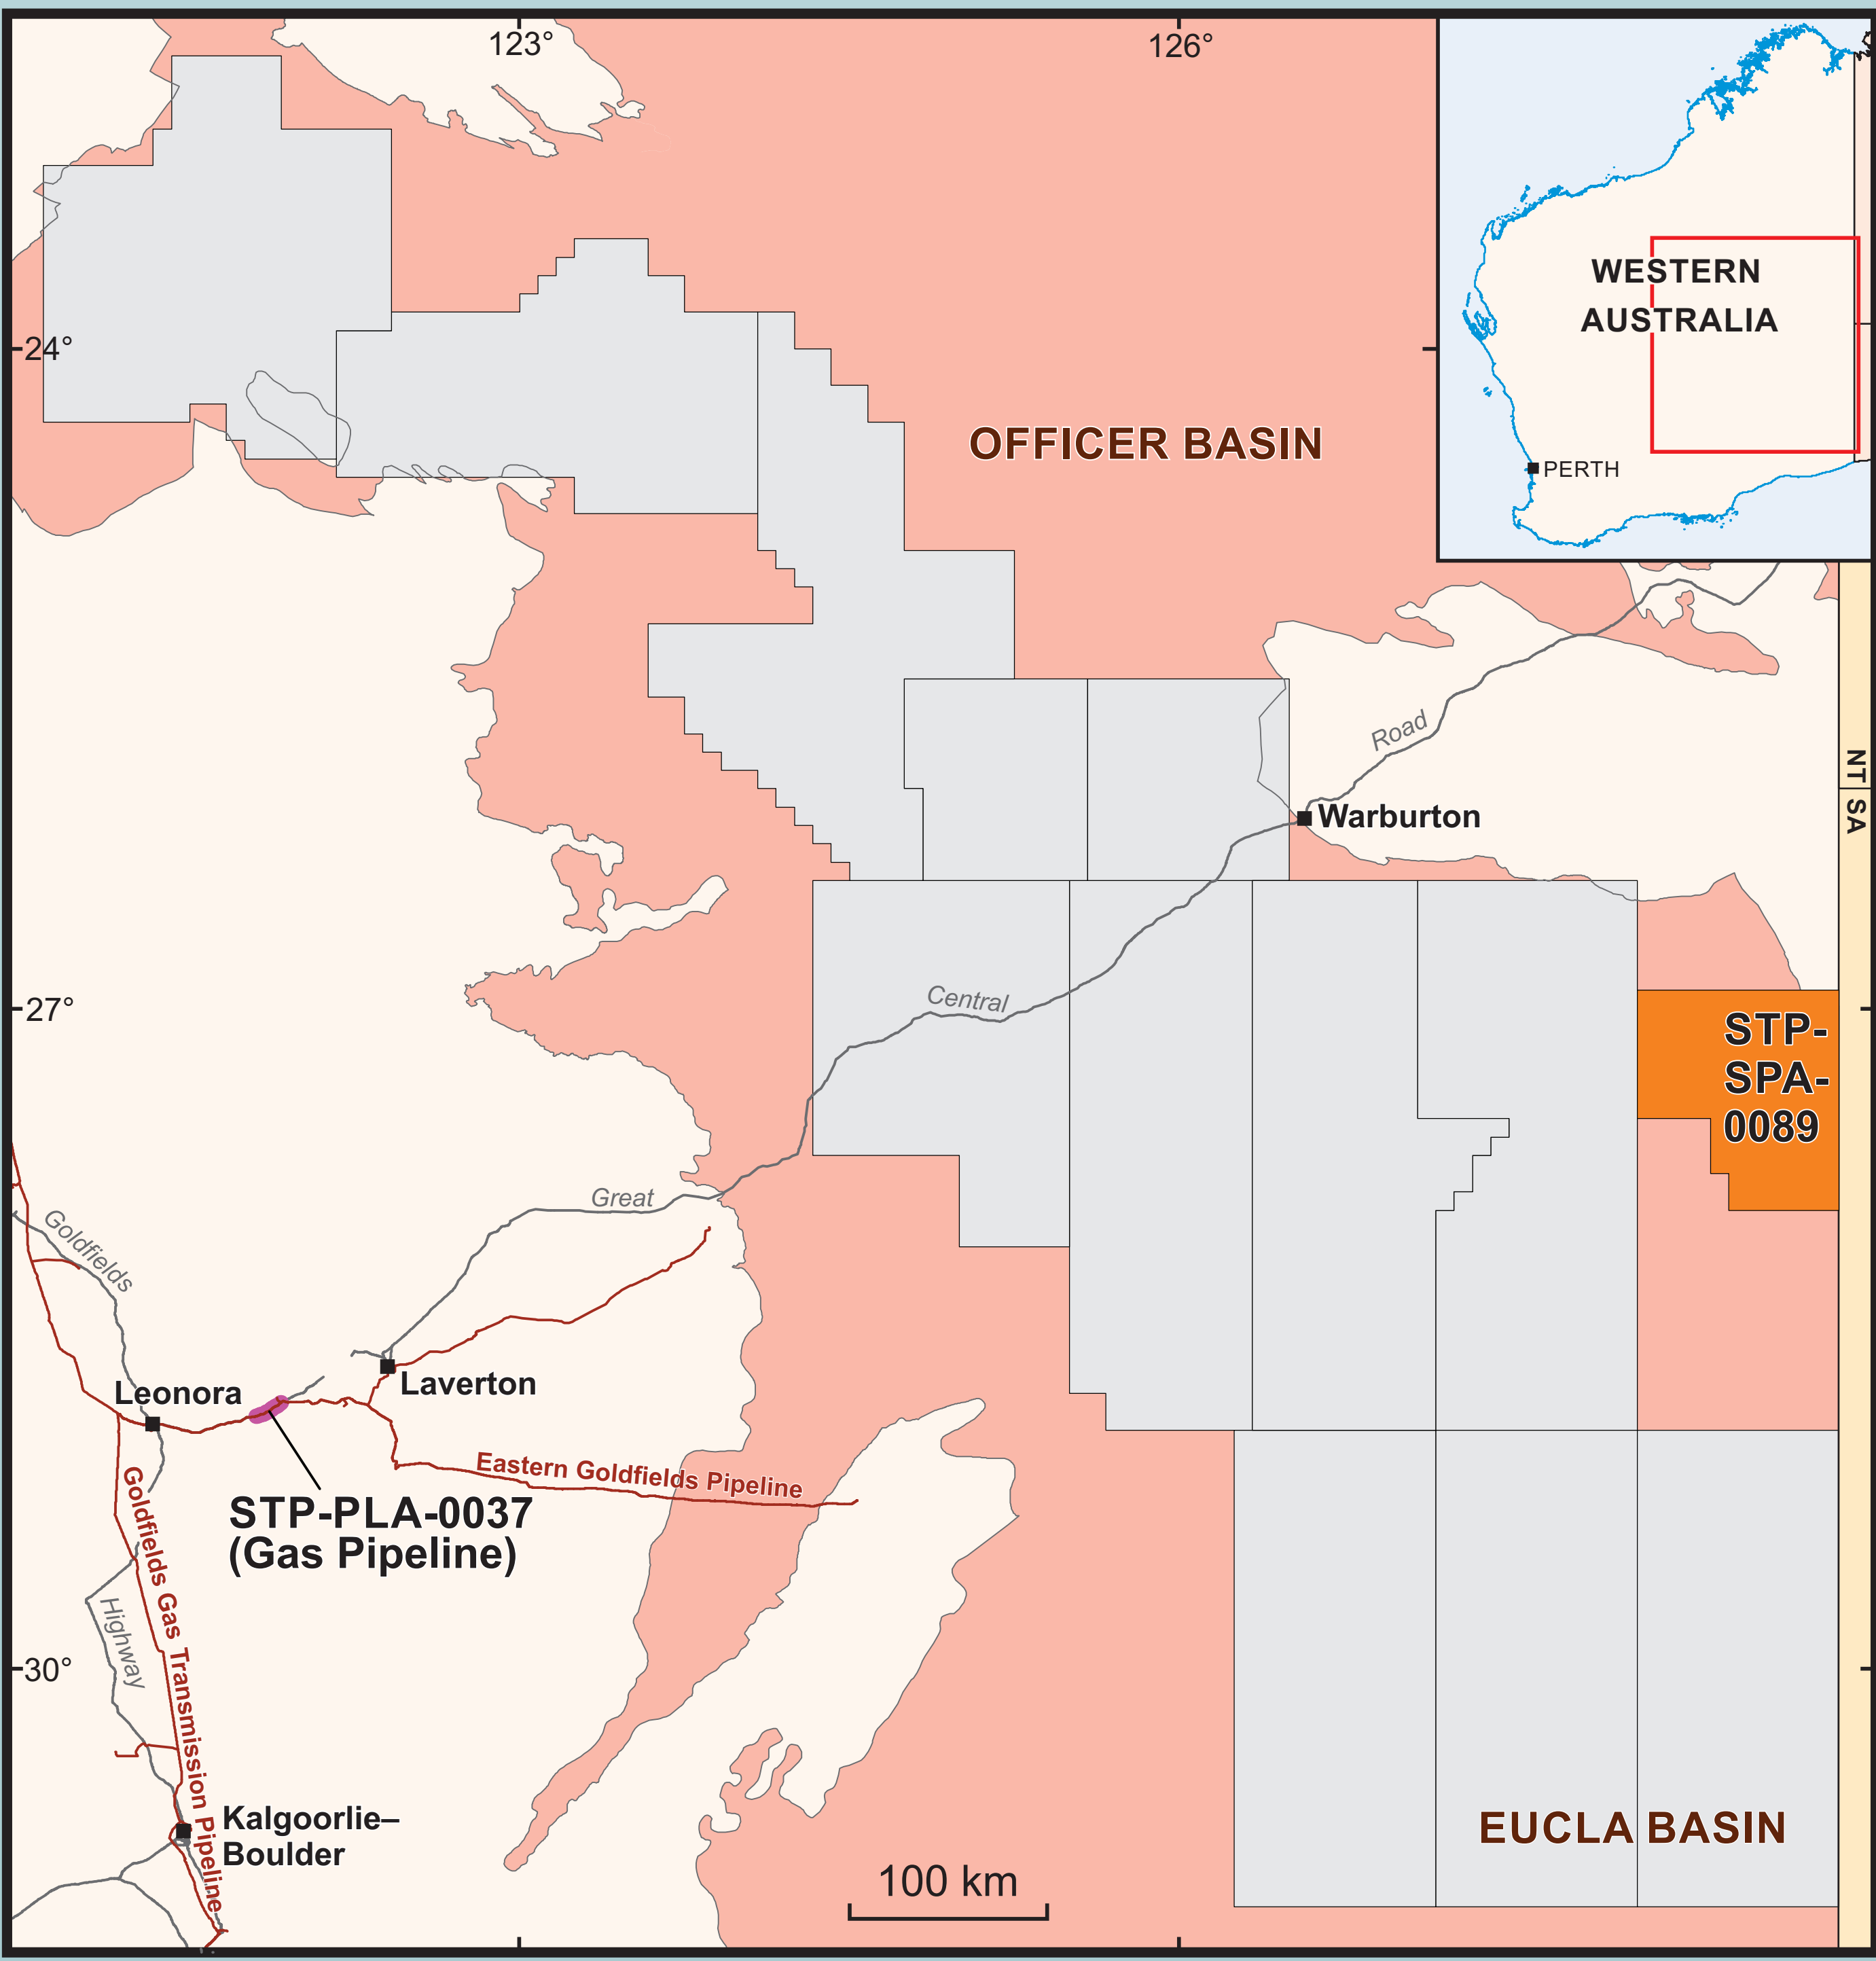 123°
126°
WESTERN
AUSTRALIA
PERTH
24°
OFFICER BASIN
Road
NT
SA
Warburton
Central
27°
STP-
SPA-
0089
Great
Goldfields
Leonora
Laverton
Eastern Goldfields Pipeline
STP-PLA-0037
(Gas Pipeline)
Goldfields Gas Transmission Pipeline
Highway
30°
Kalgoorlie–
Boulder
EUCLA BASIN
100 km